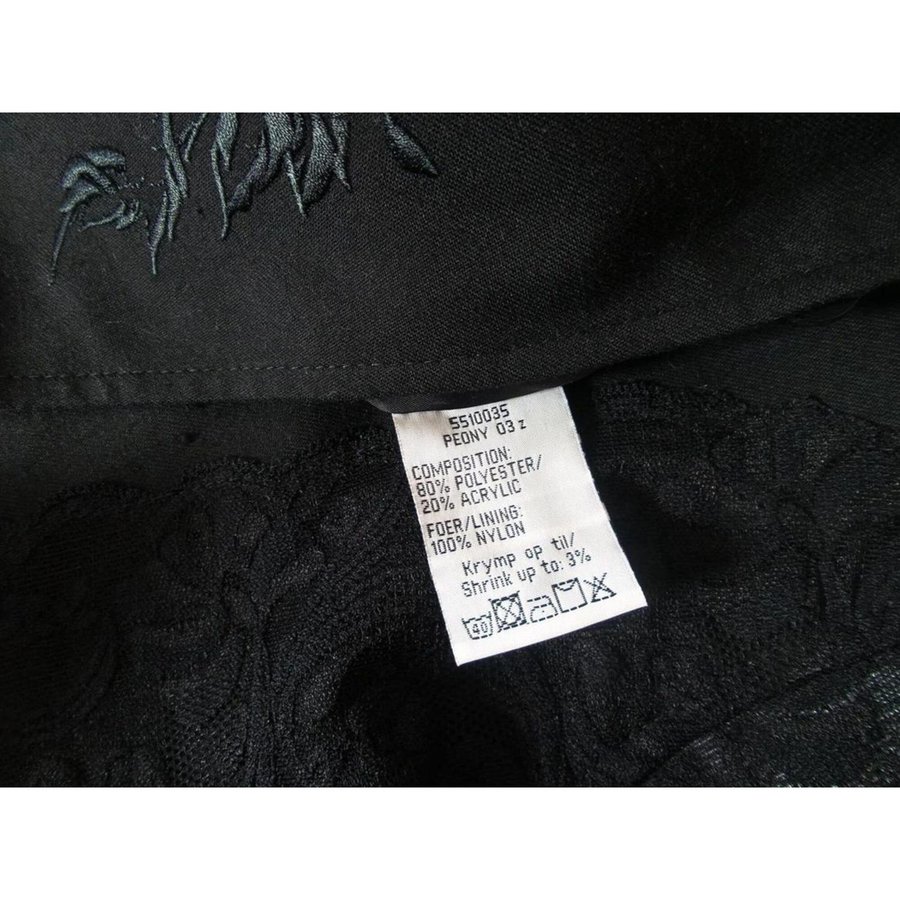 5510035
PEONY 03 z
COMPOSITION:
80% POLYESTER/
20% ACRYLIC
FOER/LINING:
100% NYLON
Krymp op til/
Shrink up to: 3%
40